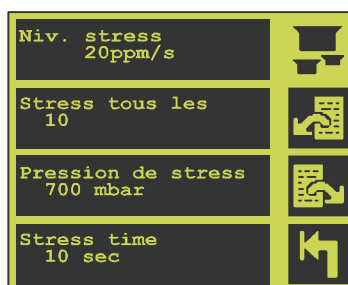 Niv. stress
20ppm/s
Stress tous les
10
Pression de stress
700 mbar
Stress time
10 sec